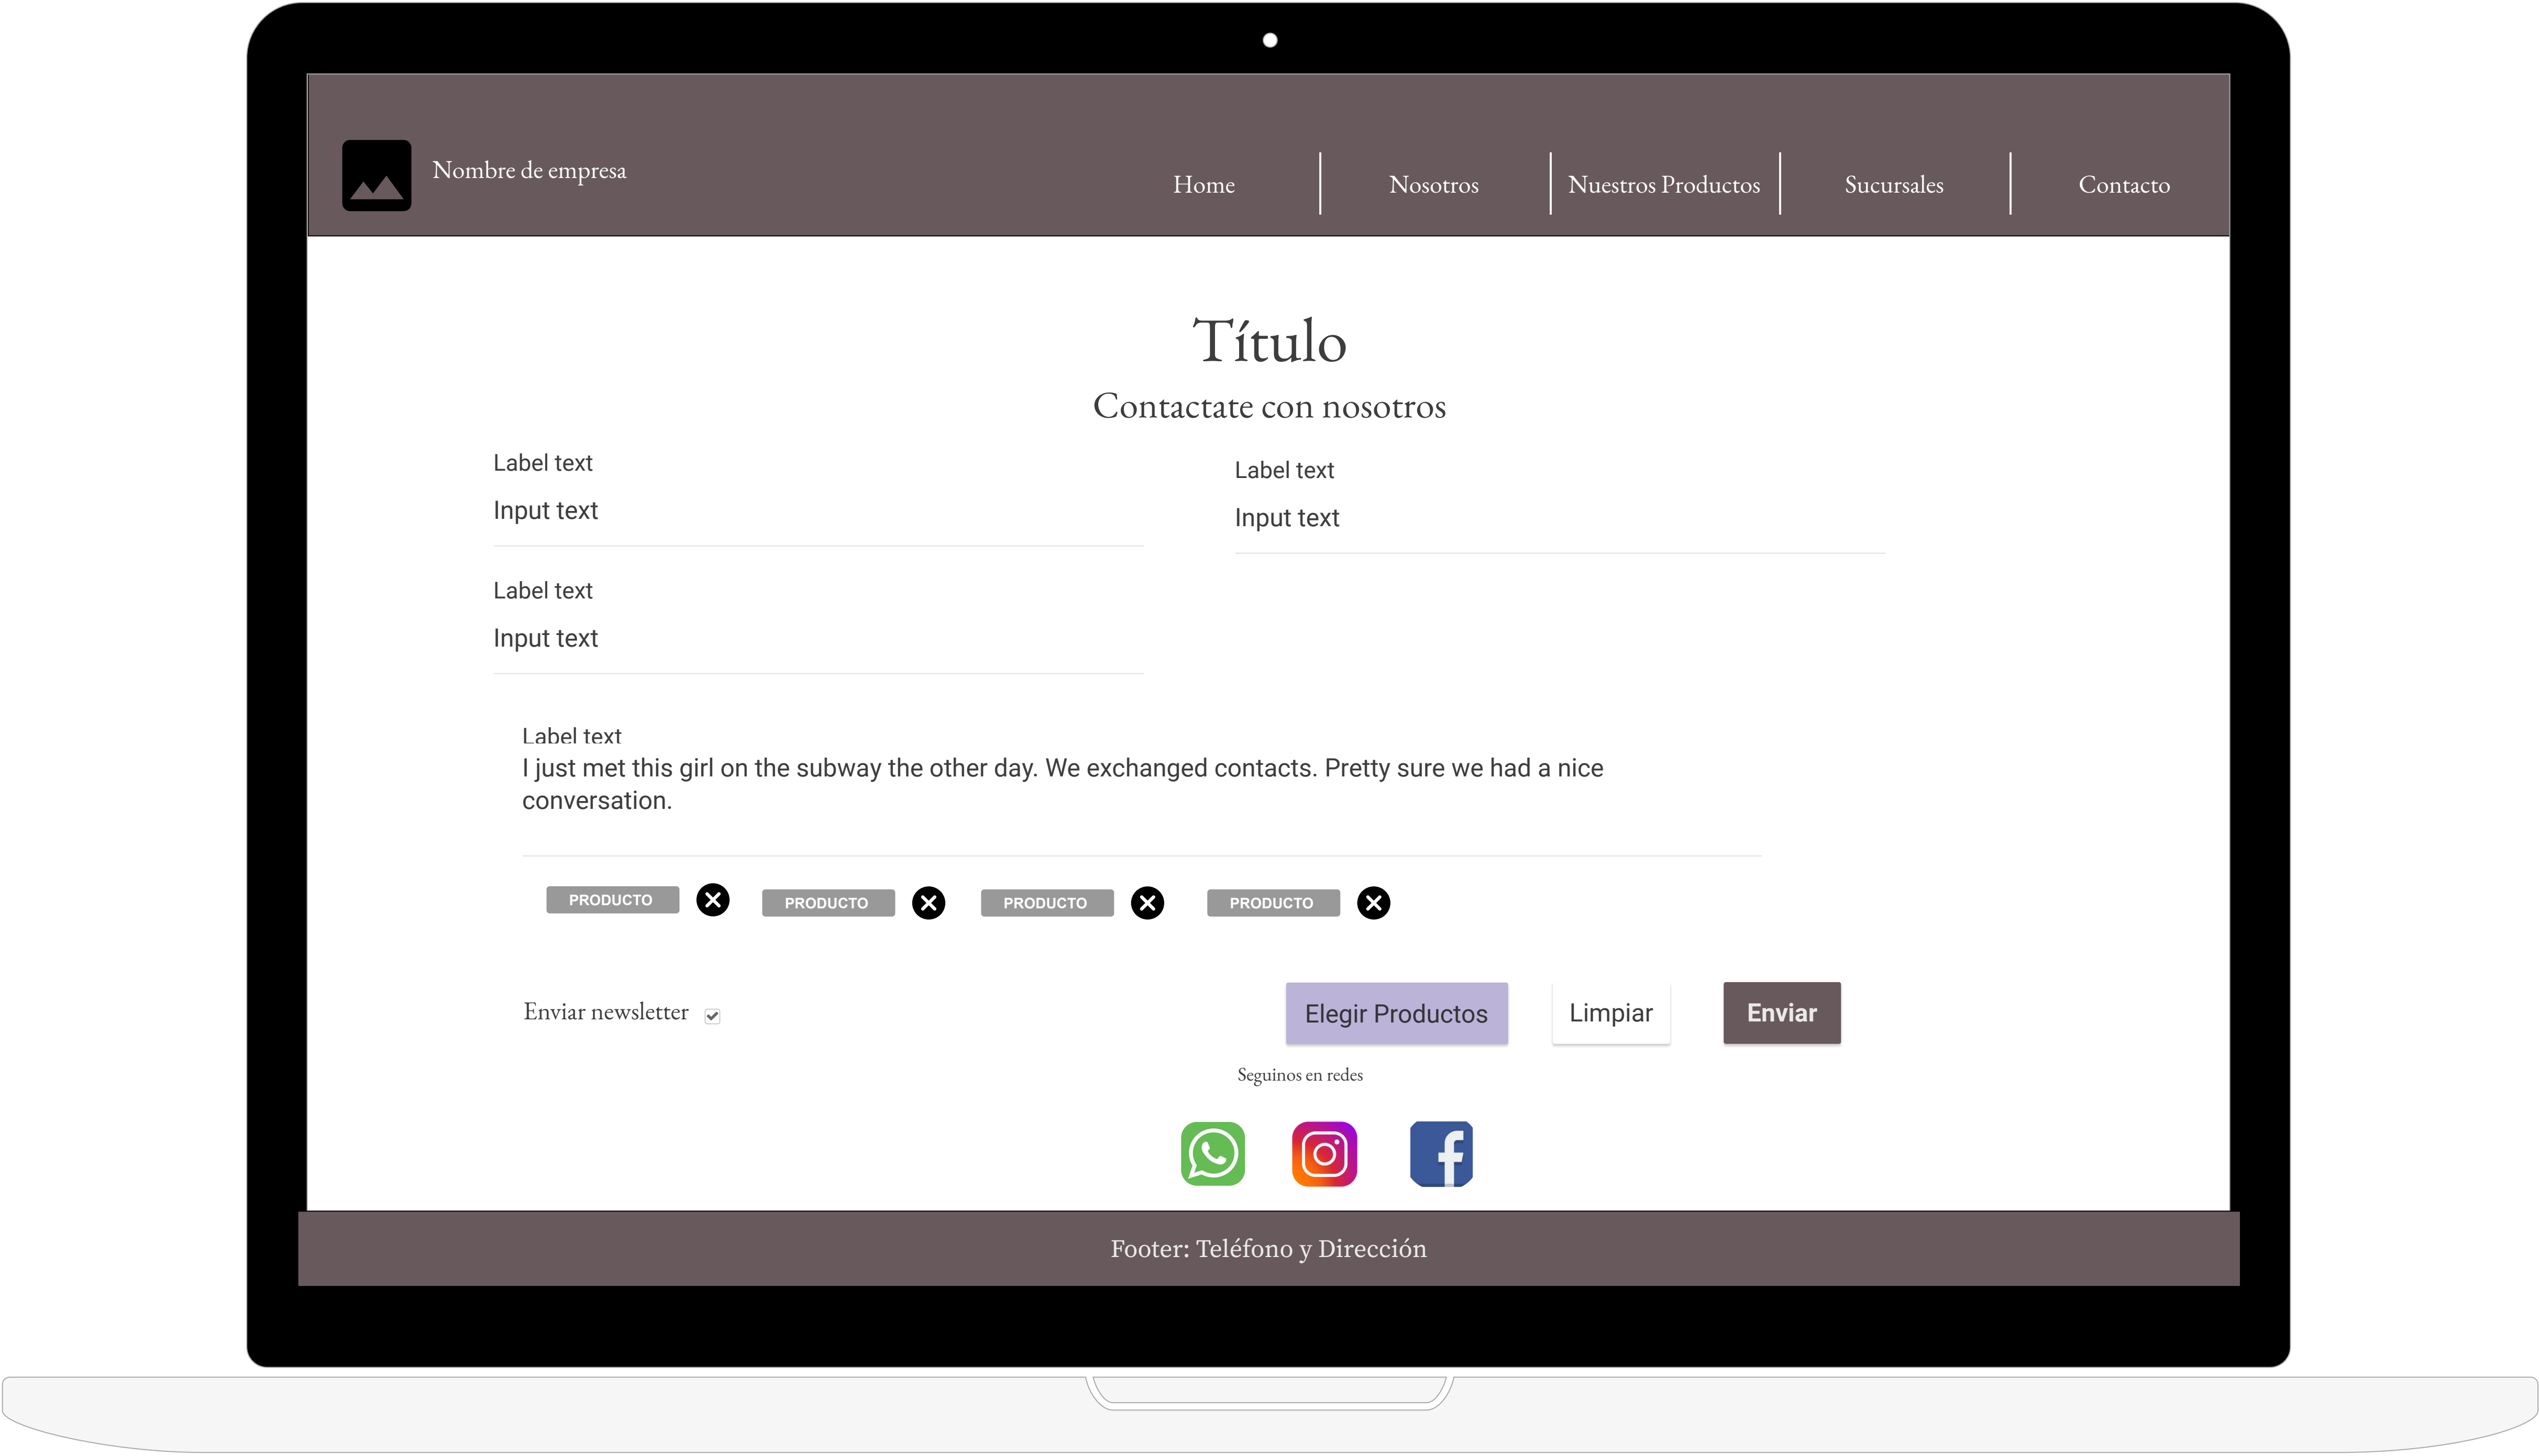 Nombre de empresa
Home
Nosotros
Nuestros Productos
Sucursales
Contacto
Título
Contactate con nosotros
Label text
Input text
Label text
Input text
Label text
Input text
Label text
I just met this girl on the subway the other day. We exchanged contacts. Pretty sure we had a nice
conversation.
PRODUCTO
PRODUCTO
PRODUCTO
PRODUCTO
Enviar newsletter
Elegir Productos
Limpiar
Enviar
Seguinos en redes
Footer: Teléfono y Dirección